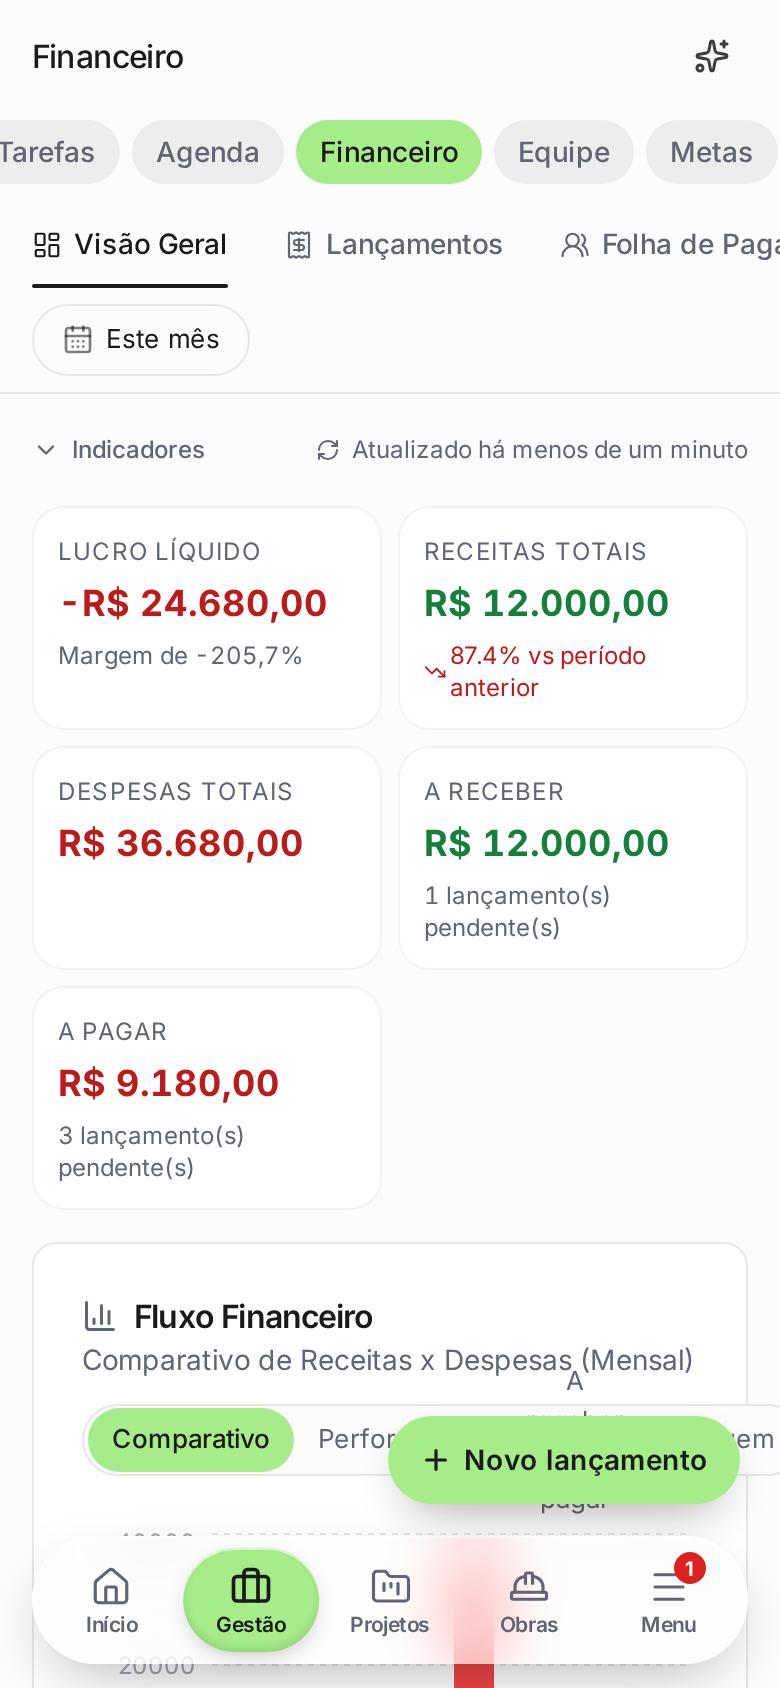 Financeiro
Tarefas
Agenda
Financeiro
Equipe
Metas
Visão Geral
Lançamentos
Folha de Paga
Este mês
Indicadores
Atualizado há menos de um minuto
LUCRO LÍQUIDO
-R$ 24.680,00
Margem de -205,7%
RECEITAS TOTAIS
R$ 12.000,00
87.4% vs período
anterior
DESPESAS TOTAIS
R$ 36.680,00
A RECEBER
R$ 12.000,00
1 lançamento(s)
pendente(s)
A PAGAR
R$ 9.180,00
3 lançamento(s)
pendente(s)
Fluxo Financeiro
Comparativo de Receitas x Despesas (Mensal)
A
Comparativo
Perfor
em
+ Novo lançamento
pagar
40000
Início
Gestão
Projetos
Obras
1
Menu
20000